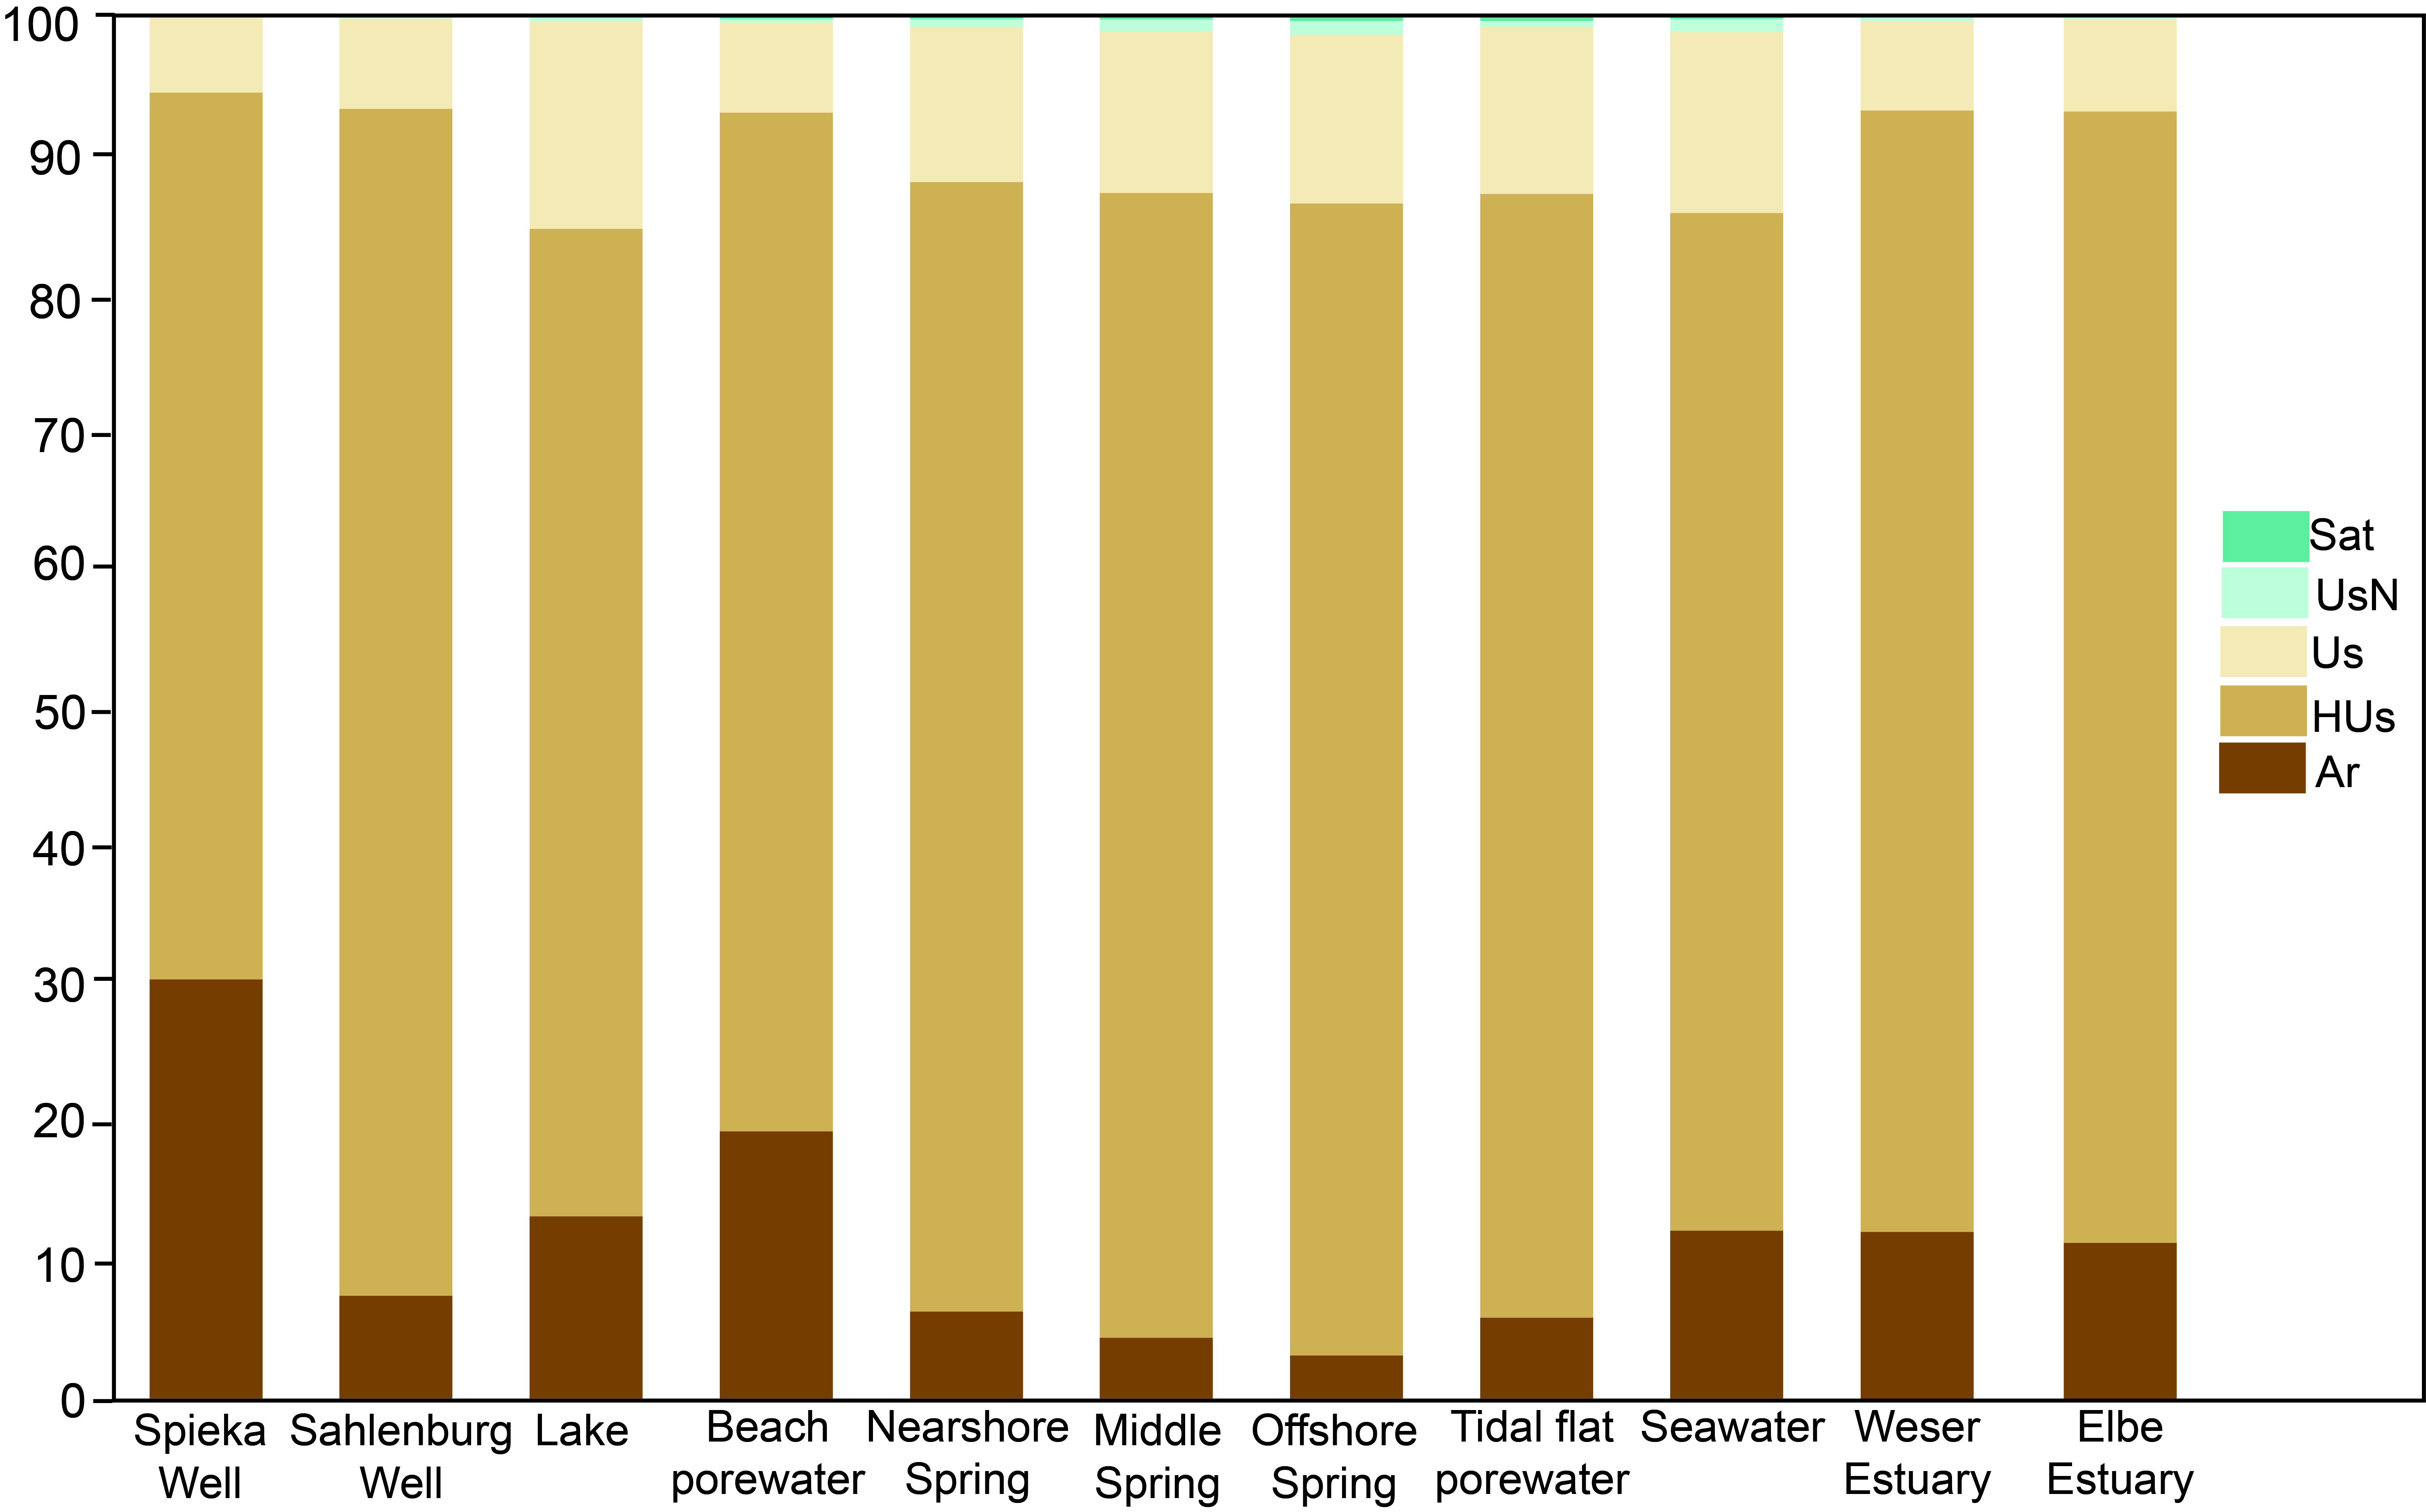 100
90
80
70
60
50
40
30
20
10
0
Sat
UsN
Us
HUs
Ar
Spieka
Well
Sahlenburg
Well
Lake
Beach
porewater
Nearshore
Spring
Middle
Spring
Offshore
Spring
Tidal flat
porewater
Seawater
Weser
Estuary
Elbe
Estuary